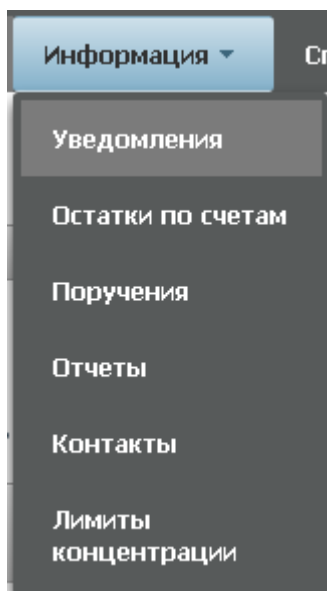 Информация
Уведомления
Остатки по счетам
Поручения
Отчеты
Контакты
Лимиты
концентрации